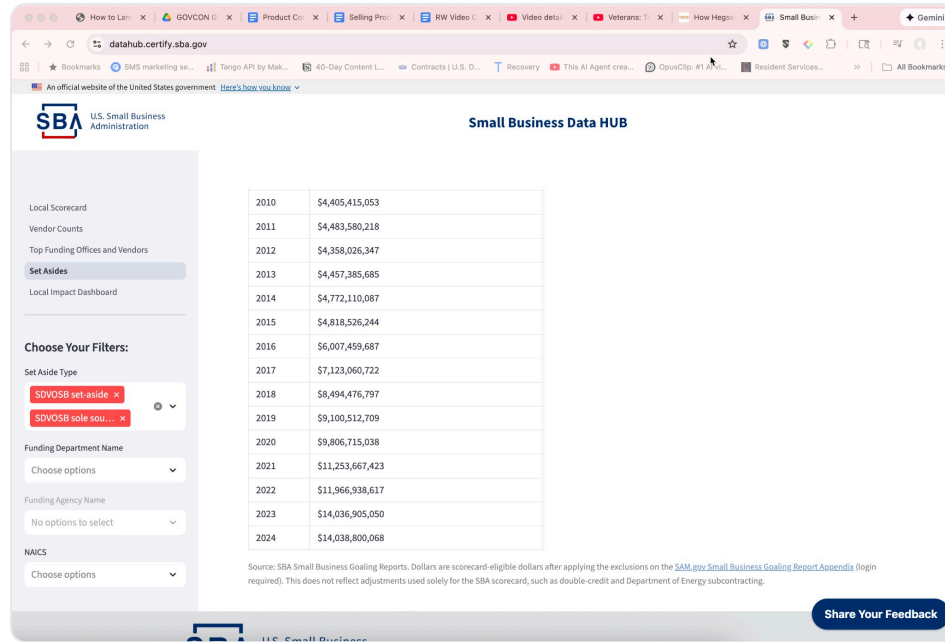 How to Lan
GOVCON G
Product Co
Selling Prod
RW Video C
Video detail
Veterans: T
How Hegse
Small Busin
Gemini
datahub.certify.sba.gov
Bookmarks
SMS marketing se...
Tango API by Mak...
40-Day Content L...
Contracts | U.S. D...
Recovery
This AI Agent crea...
OpusClip: #1 AI vi...
Resident Services...
All Bookmarks
An official website of the United States government Here's how you know
SBA
U.S. Small Business
Administration
Small Business Data HUB
Local Scorecard
Vendor Counts
Top Funding Offices and Vendors
Set Asides
Local Impact Dashboard
Choose Your Filters:
Set Aside Type
SDVOSB set-aside ×
SDVOSB sole sou... ×
Funding Department Name
Choose options
Funding Agency Name
No options to select
NAICS
Choose options
2010 $4,405,415,053
2011 $4,483,580,218
2012 $4,358,026,347
2013 $4,457,385,685
2014 $4,772,110,087
2015 $4,818,526,244
2016 $6,007,459,687
2017 $7,123,060,722
2018 $8,494,476,797
2019 $9,100,512,709
2020 $9,806,715,038
2021 $11,253,667,423
2022 $11,966,938,617
2023 $14,036,905,050
2024 $14,038,800,068
Source: SBA Small Business Goaling Reports. Dollars are scorecard-eligible dollars after applying the exclusions on the SAM.gov Small Business Goaling Report Appendix (login
required). This does not reflect adjustments used solely for the SBA scorecard, such as double-credit and Department of Energy subcontracting.
Share Your Feedback
SBA
U.S. Small Business